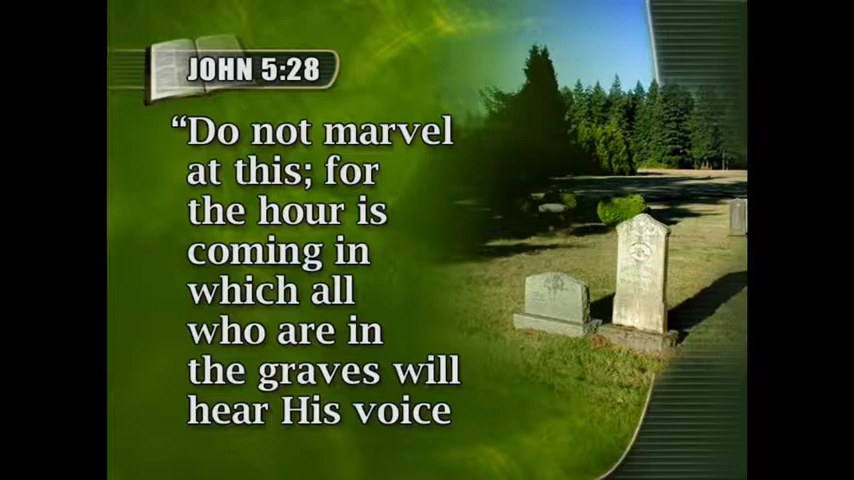 JOHN 5:28
“Do not marvel
at this; for
the hour is
coming in
which all
who are in
the graves will
hear His voice